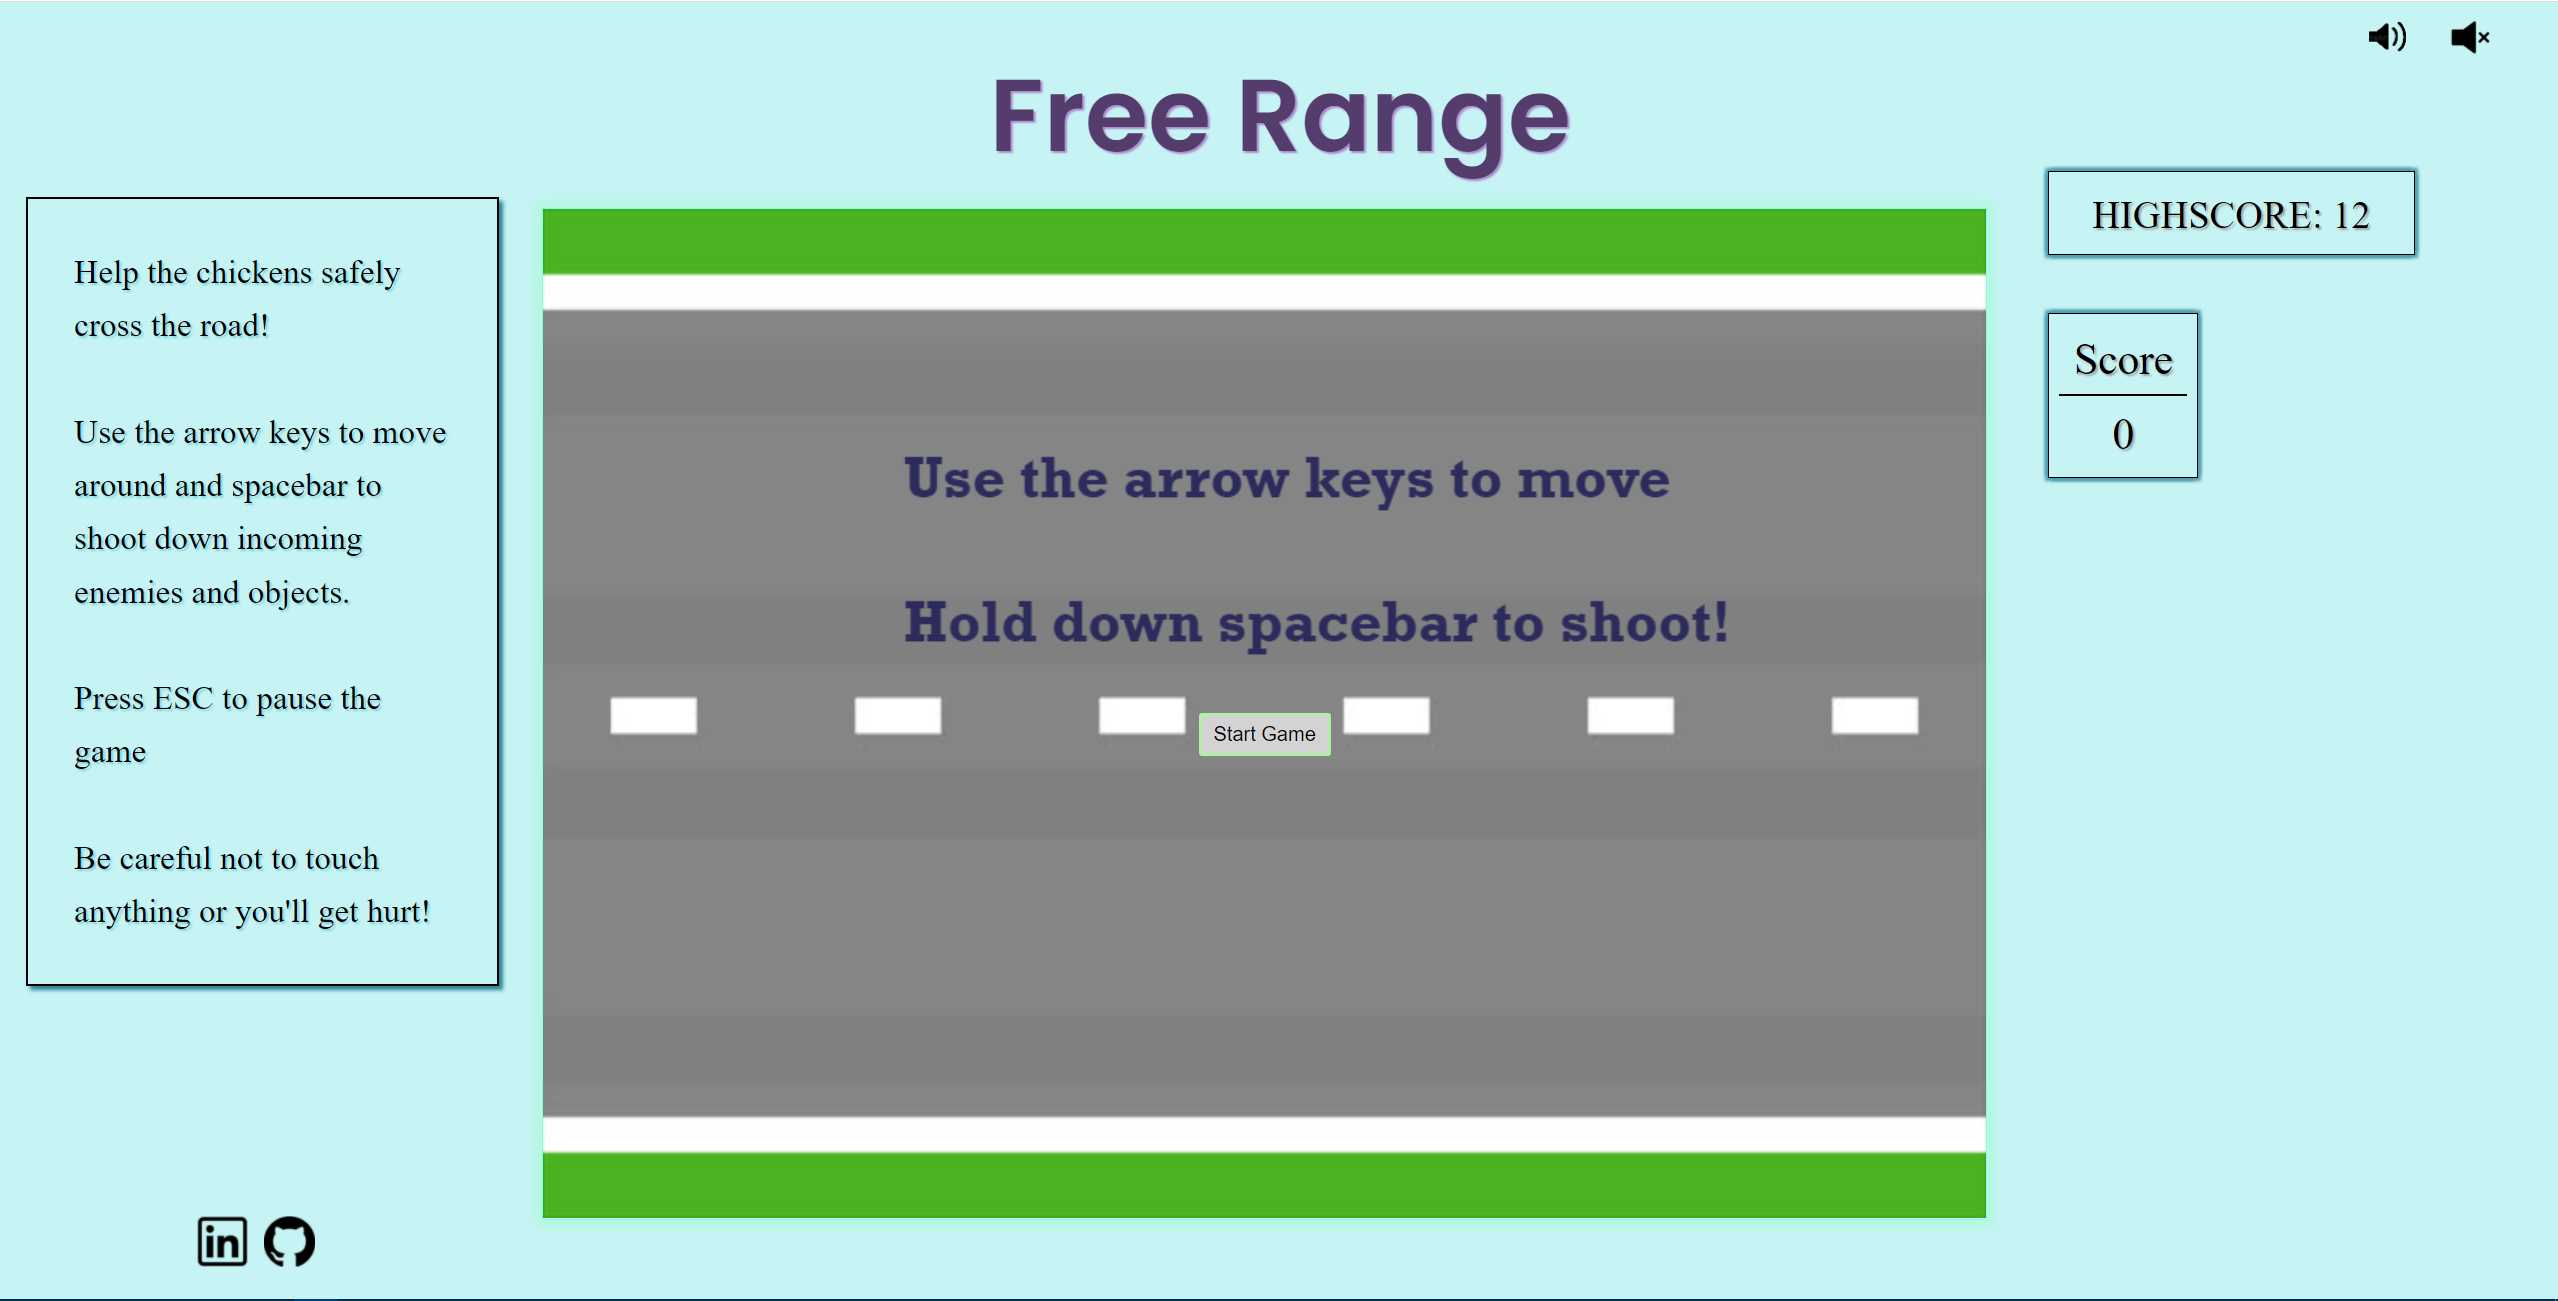 Free Range
Help the chickens safely
cross the road!
Use the arrow keys to move
around and spacebar to
shoot down incoming
enemies and objects.
Press ESC to pause the
game
Be careful not to touch
anything or you'll get hurt!
Use the arrow keys to move
Hold down spacebar to shoot!
Start Game
HIGHSCORE: 12
Score
0
in